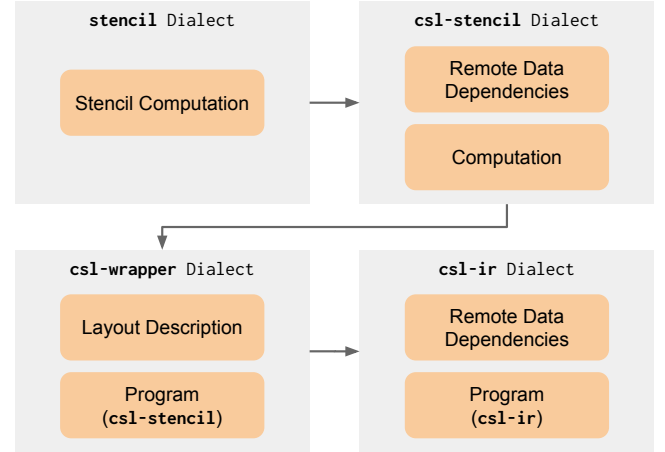 stencil Dialect
Stencil Computation
csl-stencil Dialect
Remote Data
Dependencies
Computation
csl-wrapper Dialect
Layout Description
Program
(csl-stencil)
csl-ir Dialect
Remote Data
Dependencies
Program
(csl-ir)